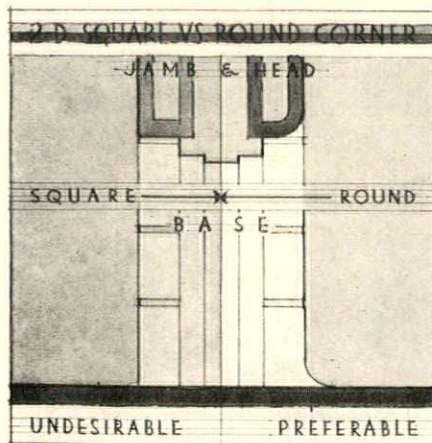 2-D SQUARE VS ROUND CORNER
JAMB & HEAD
SQUARE ROUND
BASE
UNDESIRABLE PREFERABLE